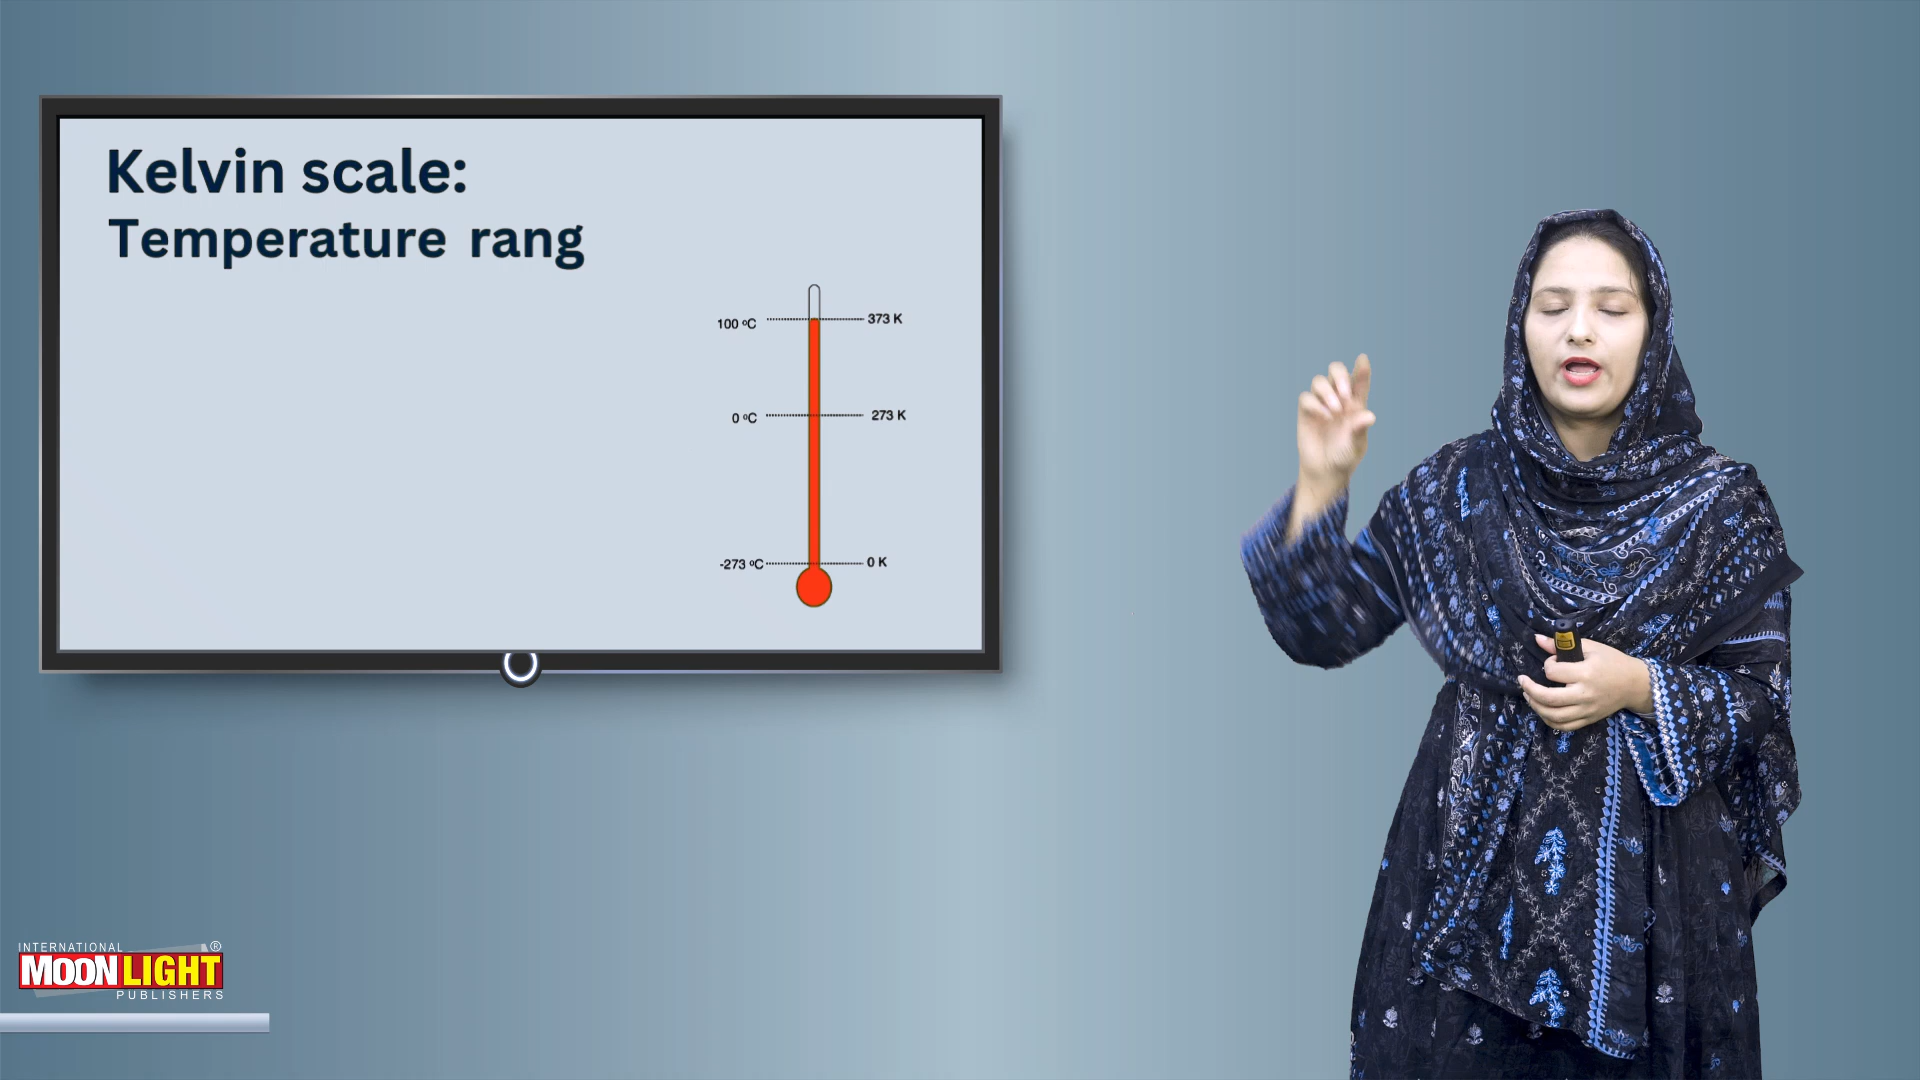 Kelvin scale:
Temperature rang
100 ºC
373 K
0 ºC
273 K
-273 ºC
0 K
INTERNATIONAL
MOONLIGHT®
PUBLISHERS